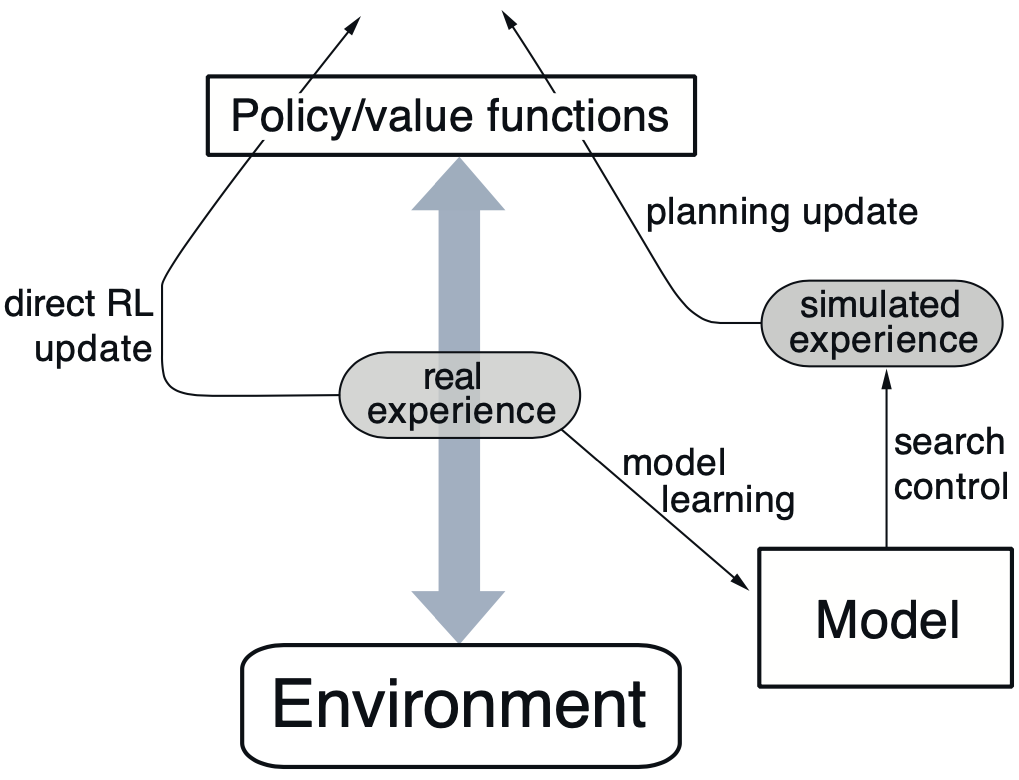 Policy/value functions
planning update
direct RL
update
simulated
experience
real
experience
model
learning
search
control
Model
Environment